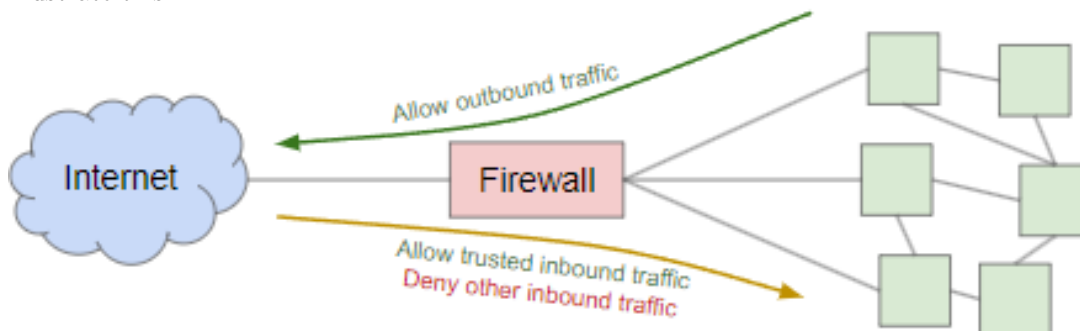 Allow outbound traffic
Internet
Firewall
Allow trusted inbound traffic
Deny other inbound traffic